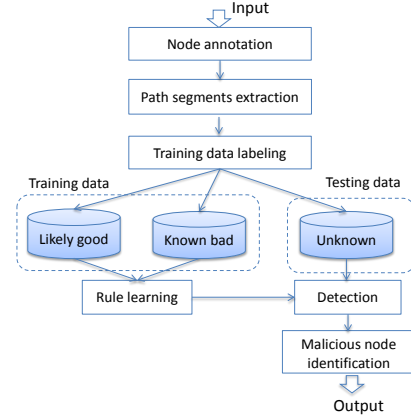 Input
Node annotation
Path segments extraction
Training data labeling
Training data
Testing data
Likely good
Known bad
Unknown
Rule learning
Detection
Malicious node
identification
Output